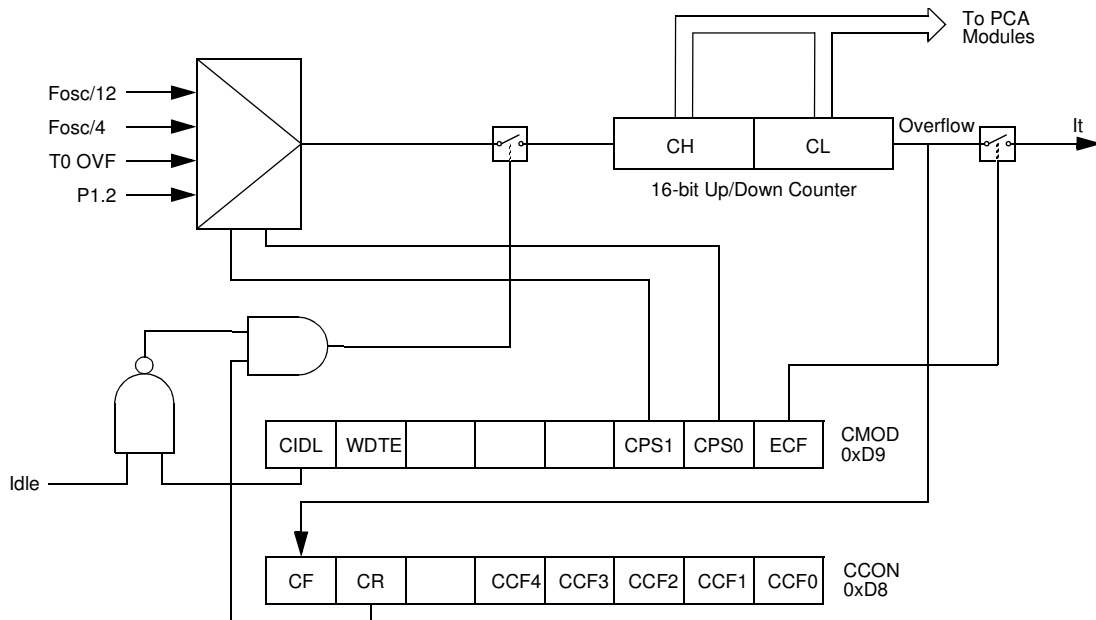 To PCA
Modules
Fosc/12
Fosc/4
T0 OVF
P1.2
CH
CL
Overflow
It
16-bit Up/Down Counter
CIDL
WDTE
CPS1
CPS0
ECF
CMOD
0xD9
Idle
CF
CR
CCF4
CCF3
CCF2
CCF1
CCF0
CCON
0xD8